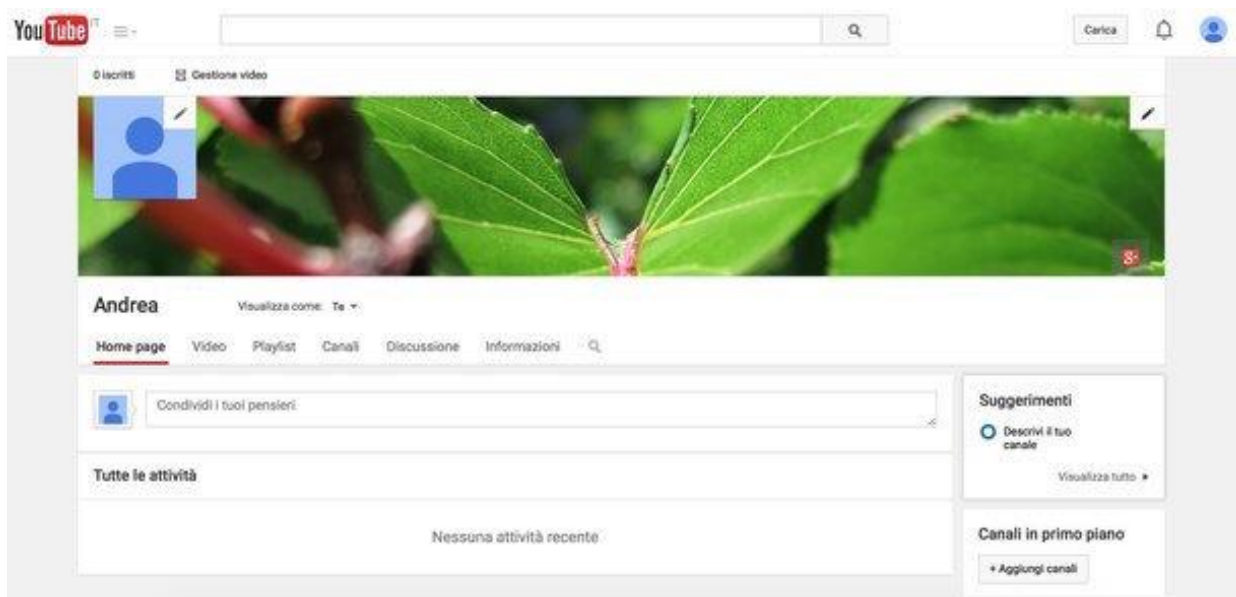 YouTube IT
Carica
0 iscritti Gestione video
g+
Andrea Visualizza come: Te
Home page Video Playlist Canali Discussione Informazioni
Condividi i tuoi pensieri
Suggerimenti
Descrivi il tuo
canale
Visualizza tutto
Tutte le attività
Nessuna attività recente
Canali in primo piano
+ Aggiungi canali